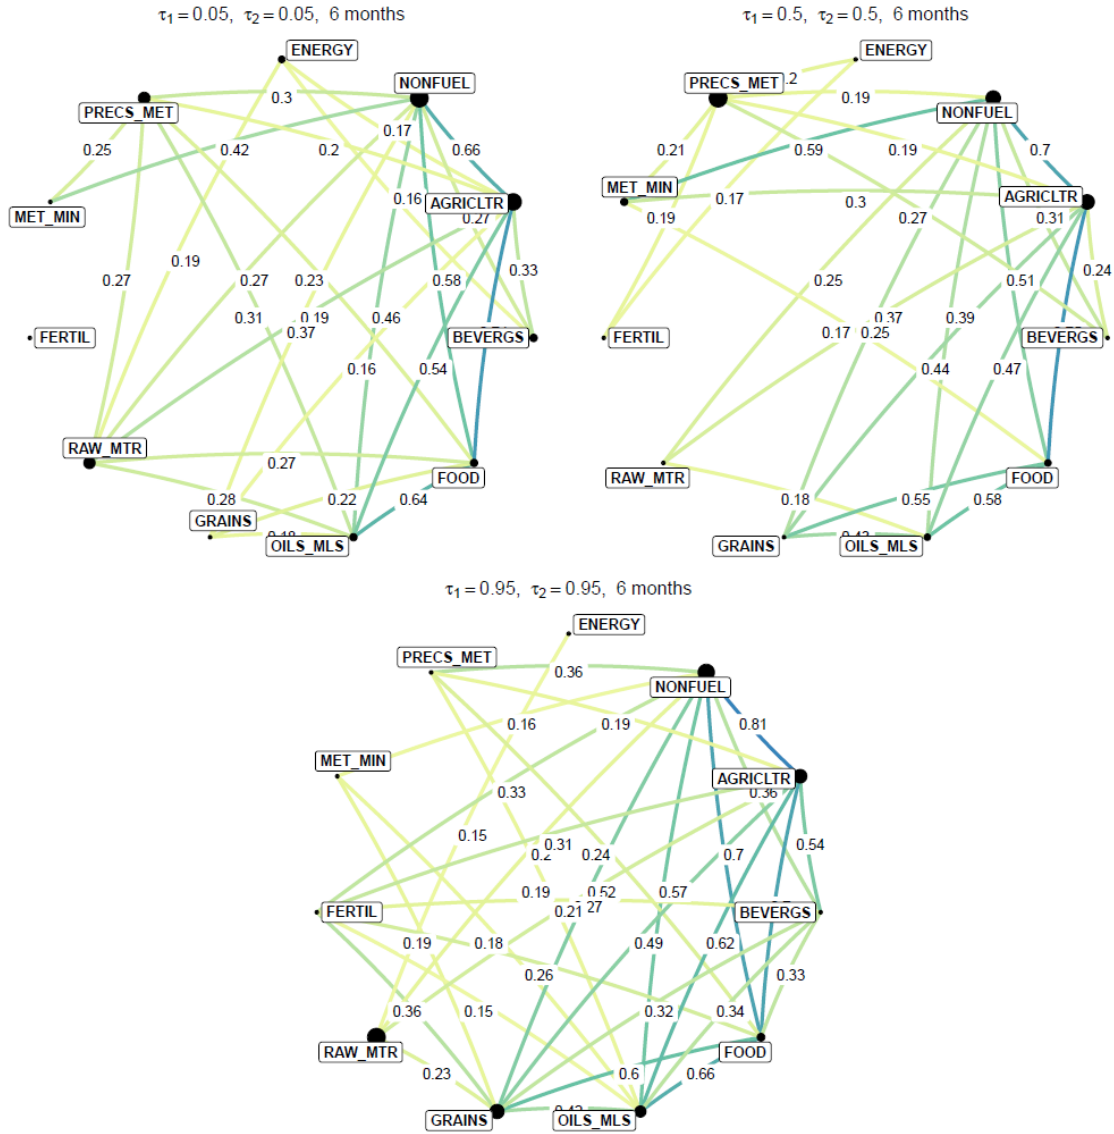 τ1 = 0.05, τ2 = 0.05, 6 months
ENERGY
NONFUEL
PRECS_MET
0.3
0.17
0.25
0.42
0.2
0.66
MET_MIN
AGRICLTR
0.16
0.27
0.19
0.27
0.27
0.23
0.58
0.33
FERTIL
0.31
0.19
0.37
0.46
BEVERGS
0.16
0.54
RAW_MTR
0.27
FOOD
0.28
0.22
0.64
GRAINS
OILS_MLS
τ1 = 0.5, τ2 = 0.5, 6 months
ENERGY
PRECS_MET
0.19
NONFUEL
0.21
0.59
0.19
0.7
MET_MIN
AGRICLTR
0.3
0.17
0.19
0.27
0.31
0.25
0.51
0.24
FERTIL
0.17
0.37
0.25
0.39
BEVERGS
0.44
0.47
RAW_MTR
FOOD
0.18
0.55
0.58
GRAINS
OILS_MLS
τ1 = 0.95, τ2 = 0.95, 6 months
ENERGY
PRECS_MET
0.36
NONFUEL
0.16
0.19
0.81
MET_MIN
AGRICLTR
0.33
0.36
0.15
0.31
0.24
0.7
0.54
0.19
0.52
0.57
FERTIL
0.21
BEVERGS
0.19
0.18
0.49
0.62
0.26
0.33
0.36
0.15
0.32
0.34
RAW_MTR
FOOD
0.23
0.6
0.66
GRAINS
OILS_MLS